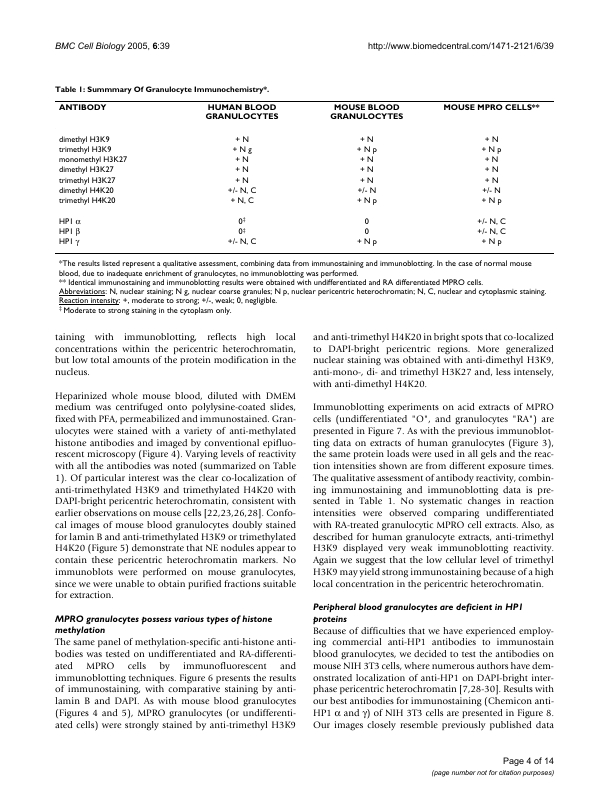 BMC Cell Biology 2005, 6:39
http://www.biomedcentral.com/1471-2121/6/39
Table 1: Summmary Of Granulocyte Immunochemistry*.
ANTIBODY HUMAN BLOOD GRANULOCYTES MOUSE BLOOD GRANULOCYTES MOUSE MPRO CELLS**
dimethyl H3K9 + N + N + N
trimethyl H3K9 + N g + N p + N p
monomethyl H3K27 + N + N + N
dimethyl H3K27 + N + N + N
trimethyl H3K27 + N + N + N
dimethyl H4K20 +/- N, C +/- N +/- N
trimethyl H4K20 + N, C + N p + N p
HP1 α 0‡ 0 +/- N, C
HP1 β 0‡ 0 +/- N, C
HP1 γ +/- N, C + N p + N p
*The results listed represent a qualitative assessment, combining data from immunostaining and immunoblotting. In the case of normal mouse
blood, due to inadequate enrichment of granulocytes, no immunoblotting was performed.
** Identical immunostaining and immunoblotting results were obtained with undifferentiated and RA differentiated MPRO cells.
Abbreviations: N, nuclear staining; N g, nuclear coarse granules; N p, nuclear pericentric heterochromatin; N, C, nuclear and cytoplasmic staining.
Reaction intensity: +, moderate to strong; +/-, weak; 0, negligible.
‡ Moderate to strong staining in the cytoplasm only.
taining with immunoblotting, reflects high local
concentrations within the pericentric heterochromatin,
but low total amounts of the protein modification in the
nucleus.
Heparinized whole mouse blood, diluted with DMEM
medium was centrifuged onto polylysine-coated slides,
fixed with PFA, permeabilized and immunostained. Gran-
ulocytes were stained with a variety of anti-methylated
histone antibodies and imaged by conventional epifluo-
rescent microscopy (Figure 4). Varying levels of reactivity
with all the antibodies was noted (summarized on Table
1). Of particular interest was the clear co-localization of
anti-trimethylated H3K9 and trimethylated H4K20 with
DAPI-bright pericentric heterochromatin, consistent with
earlier observations on mouse cells [22,23,26,28]. Confo-
cal images of mouse blood granulocytes doubly stained
for lamin B and anti-trimethylated H3K9 or trimethylated
H4K20 (Figure 5) demonstrate that NE nodules appear to
contain these pericentric heterochromatin markers. No
immunoblots were performed on mouse granulocytes,
since we were unable to obtain purified fractions suitable
for extraction.
MPRO granulocytes possess various types of histone
methylation
The same panel of methylation-specific anti-histone anti-
bodies was tested on undifferentiated and RA-differenti-
ated MPRO cells by immunofluorescent and
immunoblotting techniques. Figure 6 presents the results
of immunostaining, with comparative staining by anti-
lamin B and DAPI. As with mouse blood granulocytes
(Figures 4 and 5), MPRO granulocytes (or undifferenti-
ated cells) were strongly stained by anti-trimethyl H3K9
and anti-trimethyl H4K20 in bright spots that co-localized
to DAPI-bright pericentric regions. More generalized
nuclear staining was obtained with anti-dimethyl H3K9,
anti-mono-, di- and trimethyl H3K27 and, less intensely,
with anti-dimethyl H4K20.
Immunoblotting experiments on acid extracts of MPRO
cells (undifferentiated "O", and granulocytes "RA") are
presented in Figure 7. As with the previous immunoblot-
ting data on extracts of human granulocytes (Figure 3),
the same protein loads were used in all gels and the reac-
tion intensities shown are from different exposure times.
The qualitative assessment of antibody reactivity, combin-
ing immunostaining and immunoblotting data is pre-
sented in Table 1. No systematic changes in reaction
intensities were observed comparing undifferentiated
with RA-treated granulocytic MPRO cell extracts. Also, as
described for human granulocyte extracts, anti-trimethyl
H3K9 displayed very weak immunoblotting reactivity.
Again we suggest that the low cellular level of trimethyl
H3K9 may yield strong immunostaining because of a high
local concentration in the pericentric heterochromatin.
Peripheral blood granulocytes are deficient in HP1
proteins
Because of difficulties that we have experienced employ-
ing commercial anti-HP1 antibodies to immunostain
blood granulocytes, we decided to test the antibodies on
mouse NIH 3T3 cells, where numerous authors have dem-
onstrated localization of anti-HP1 on DAPI-bright inter-
phase pericentric heterochromatin [7,28-30]. Results with
our best antibodies for immunostaining (Chemicon anti-
HP1 α and γ) of NIH 3T3 cells are presented in Figure 8.
Our images closely resemble previously published data
Page 4 of 14
(page number not for citation purposes)